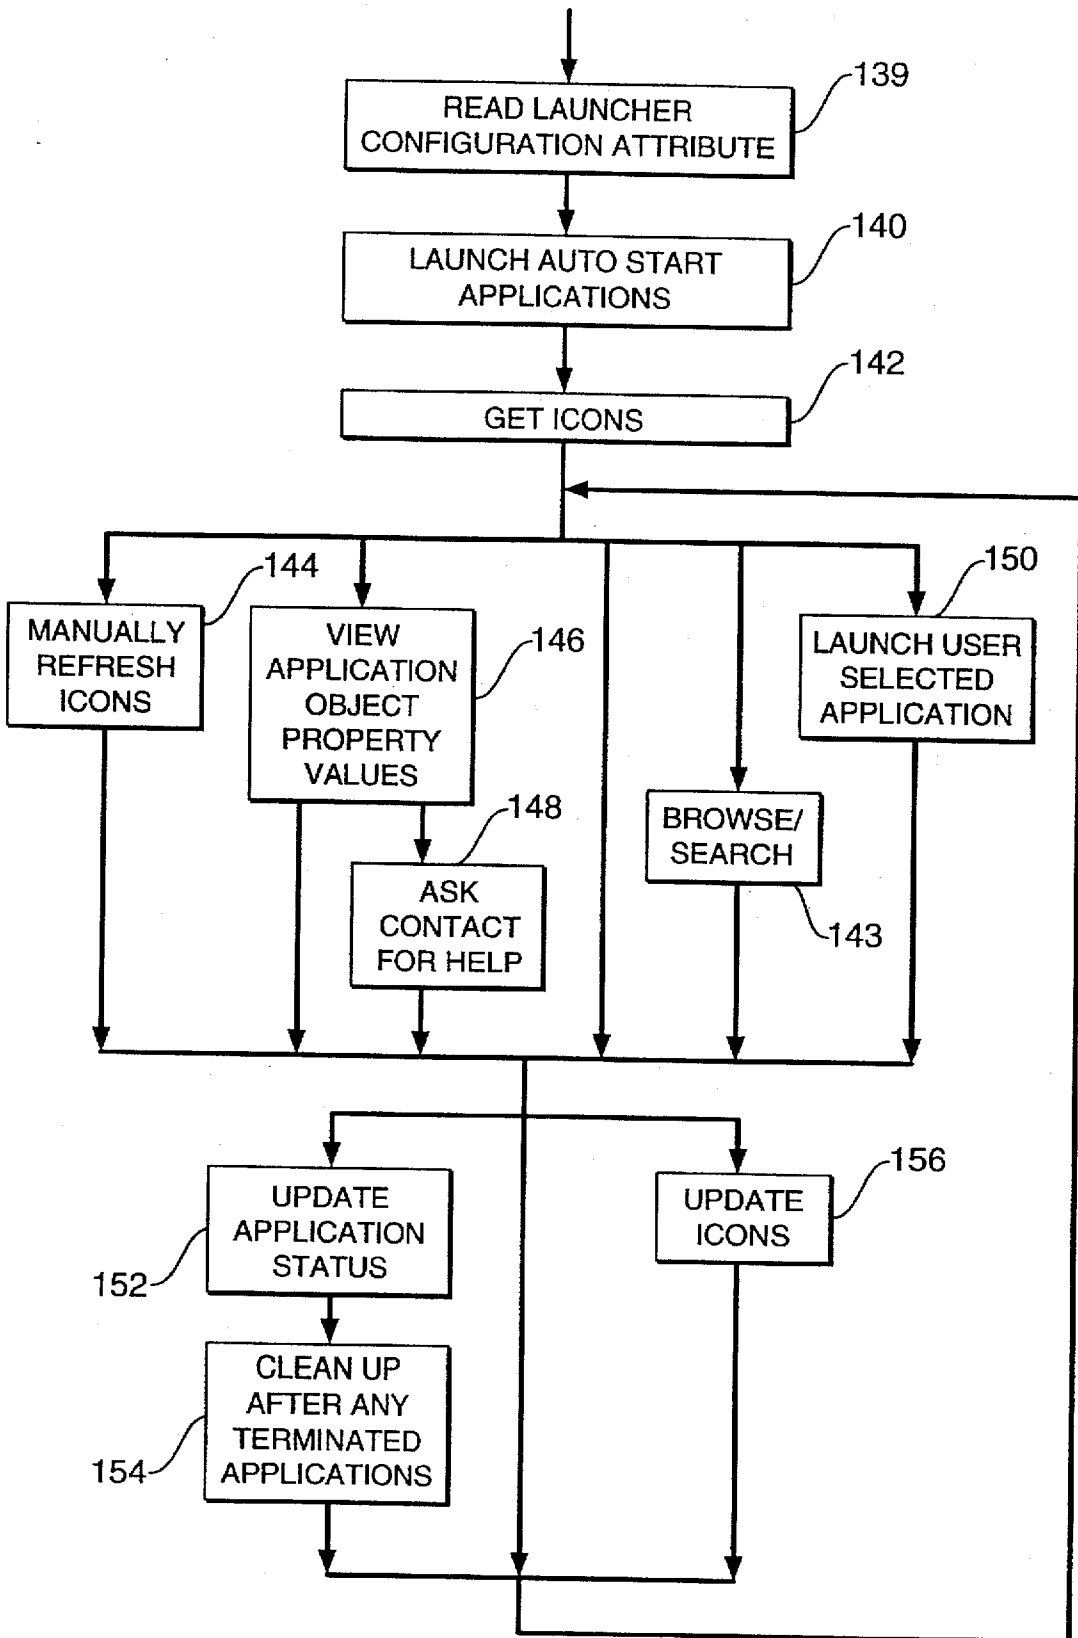 139
READ LAUNCHER
CONFIGURATION ATTRIBUTE
140
LAUNCH AUTO START
APPLICATIONS
142
GET ICONS
144
MANUALLY
REFRESH
ICONS
146
VIEW
APPLICATION
OBJECT
PROPERTY
VALUES
148
ASK
CONTACT
FOR HELP
BROWSE/
SEARCH
143
150
LAUNCH USER
SELECTED
APPLICATION
UPDATE
APPLICATION
STATUS
152
CLEAN UP
AFTER ANY
TERMINATED
APPLICATIONS
154
156
UPDATE
ICONS